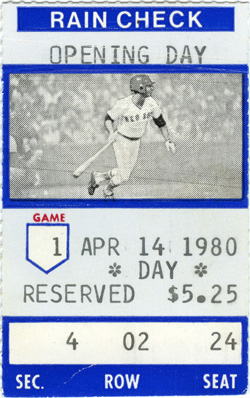 RAIN CHECK
OPENING DAY
RED SOX
GAME
1 APR 14 1980
* DAY *
RESERVED $5.25
4 02 24
SEC. ROW SEAT